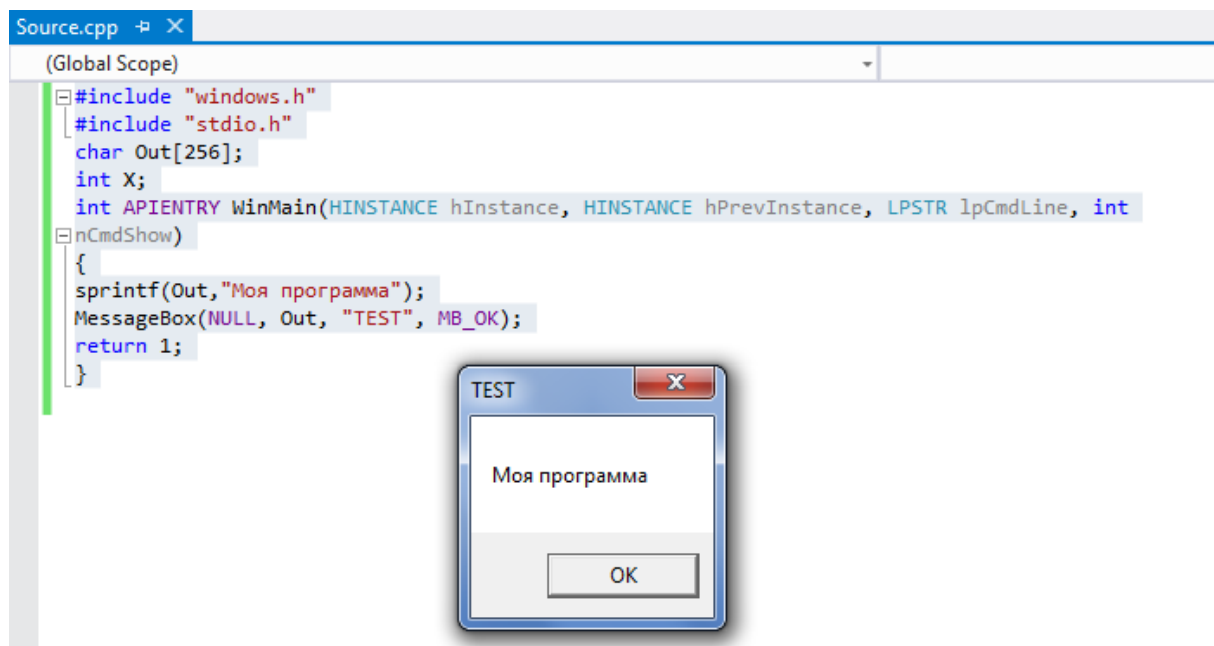 Source.cpp
(Global Scope)
#include "windows.h"
#include "stdio.h"
char Out[256];
int X;
int APIENTRY WinMain(HINSTANCE hInstance, HINSTANCE hPrevInstance, LPSTR lpCmdLine, int
nCmdShow)
{
sprintf(Out,"Моя программа");
MessageBox(NULL, Out, "TEST", MB_OK);
return 1;
}
TEST
Моя программа
OK